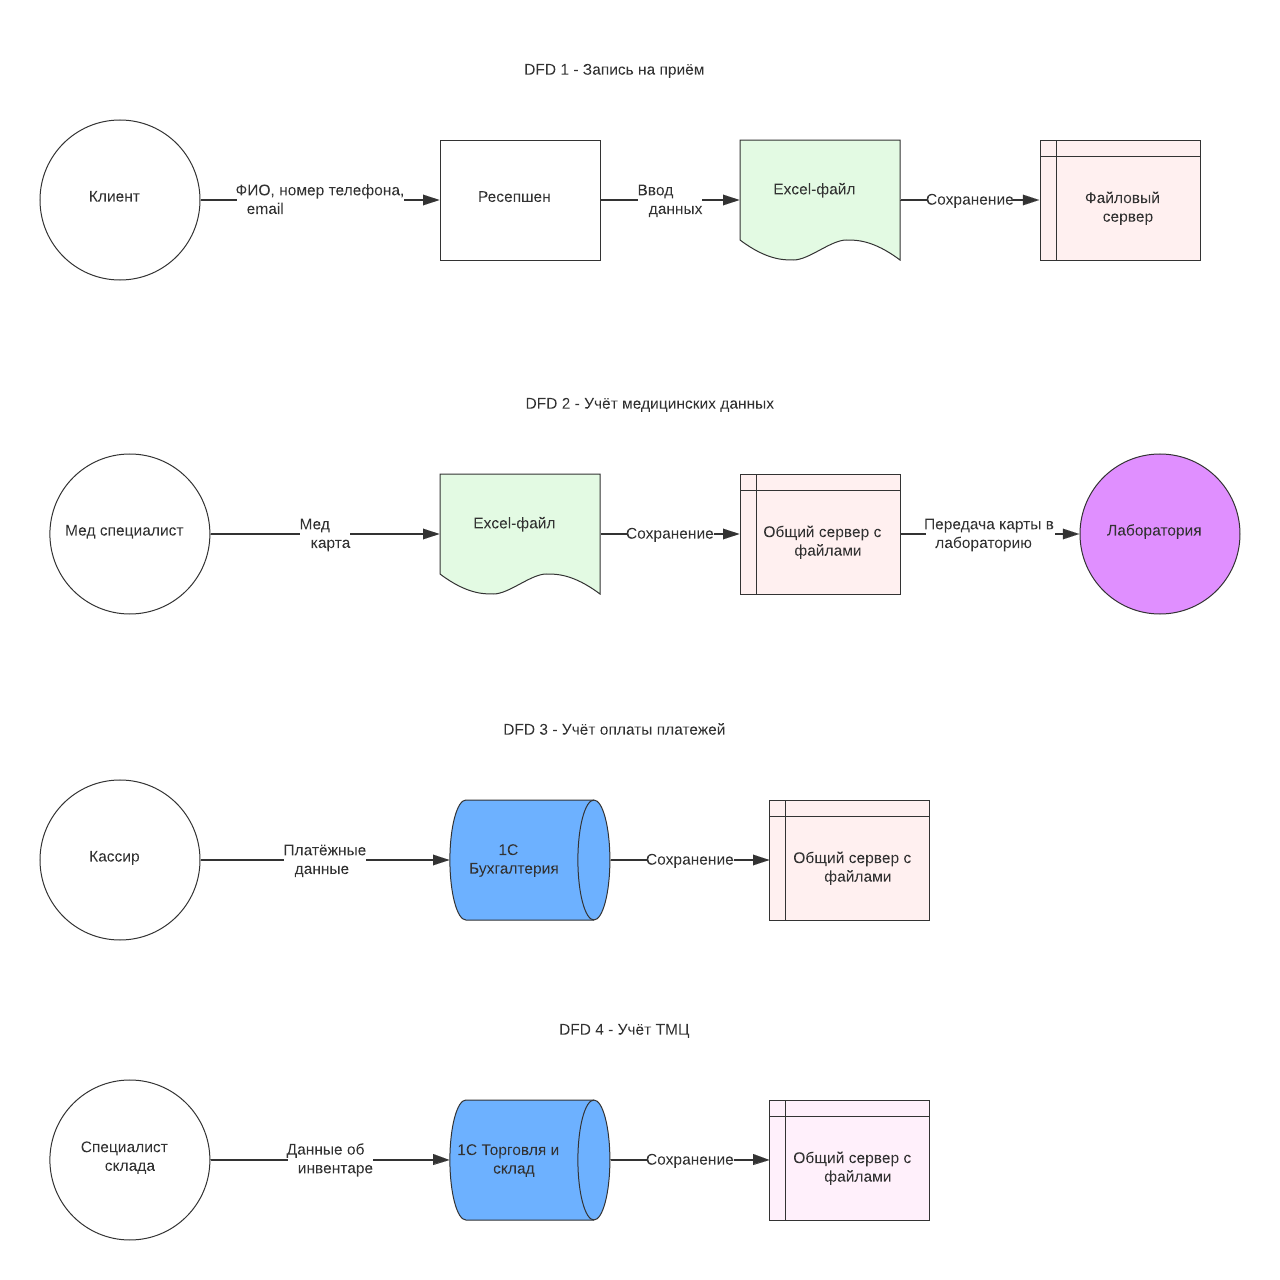 DFD 1 - Запись на приём
Клиент
ФИО, номер телефона,
email
Ресепшен
Ввод
данных
Excel-файл
Сохранение
Файловый
сервер
DFD 2 - Учёт медицинских данных
Мед специалист
Мед
карта
Excel-файл
Сохранение
Общий сервер с
файлами
Передача карты в
лабораторию
Лаборатория
DFD 3 - Учёт оплаты платежей
Кассир
Платёжные
данные
1С
Бухгалтерия
Сохранение
Общий сервер с
файлами
DFD 4 - Учёт ТМЦ
Специалист
склада
Данные об
инвентаре
1С Торговля и
склад
Сохранение
Общий сервер с
файлами